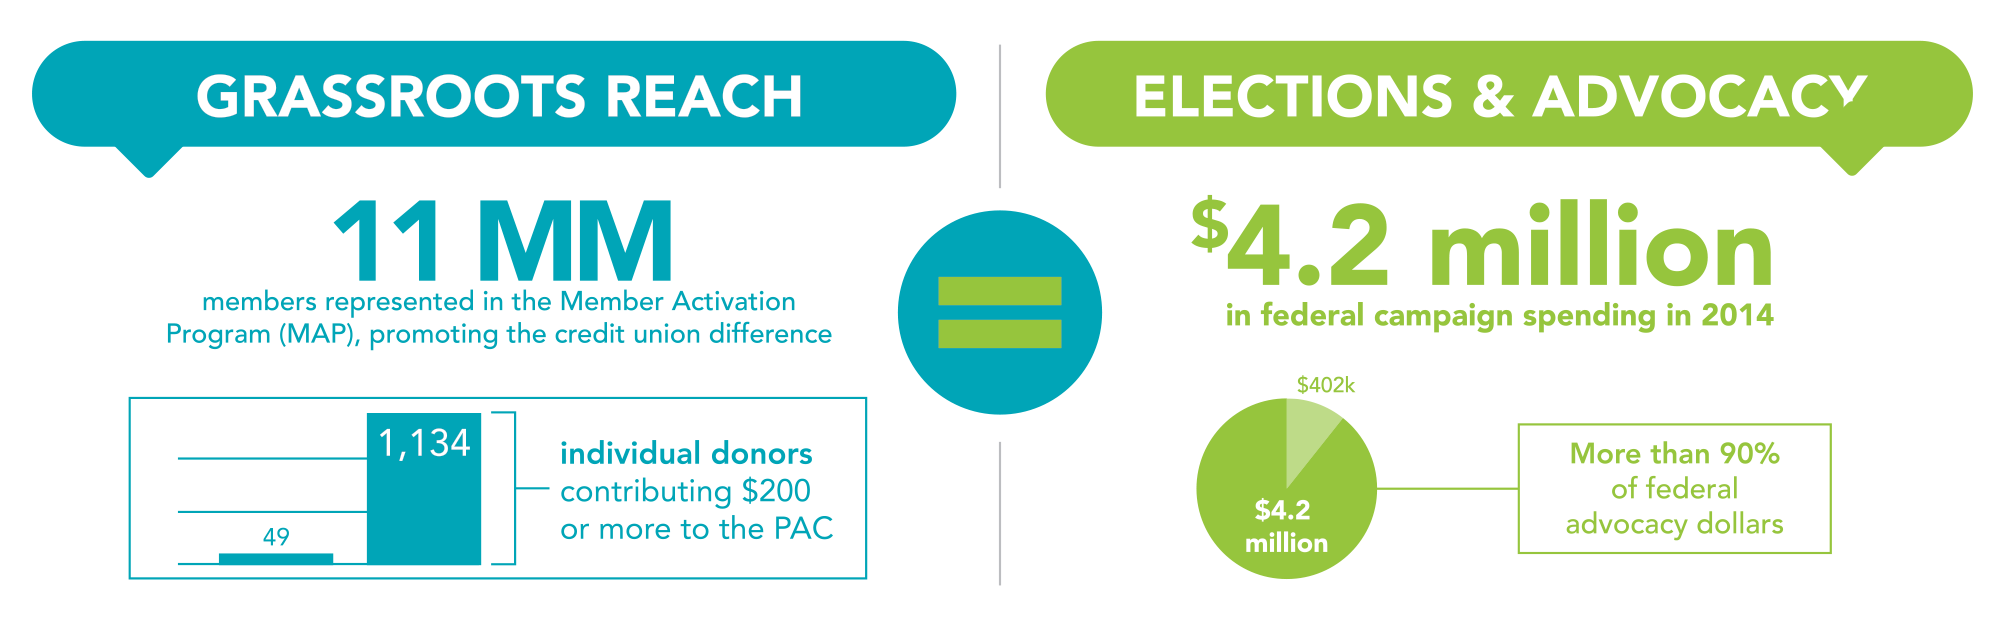 GRASSROOTS REACH
11 MM
members represented in the Member Activation
Program (MAP), promoting the credit union difference
49
1,134
individual donors
contributing $200
or more to the PAC
ELECTIONS & ADVOCACY
$4.2 million
in federal campaign spending in 2014
$402k
$4.2
million
More than 90%
of federal
advocacy dollars